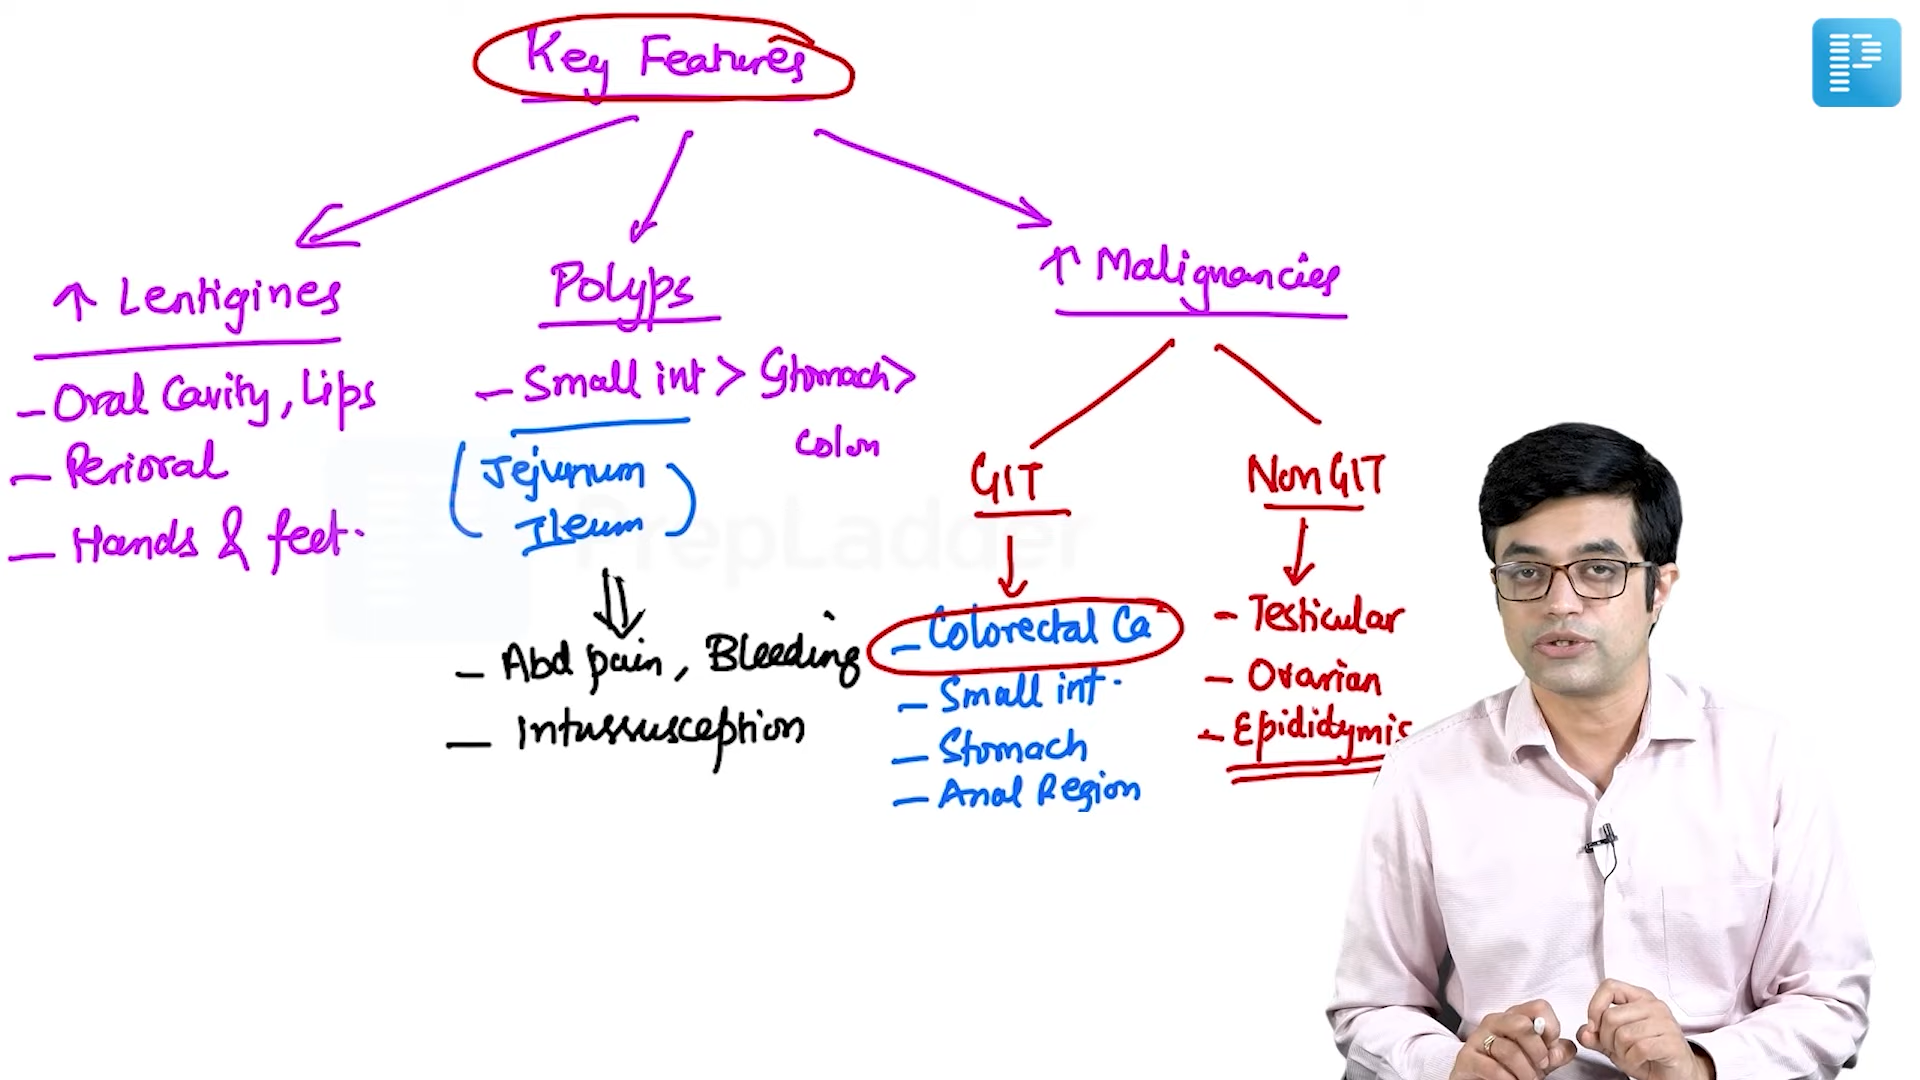 Key Features
↑ Lentigines
- Oral Cavity, Lips
- Perioral
- Hands & feet.
Polyps
- Small int > Stomach >
colon
( Jejunum
Ileum )
- Abd pain, Bleeding
- Intussusception
↑ Malignancies
GIT
- Colorectal Ca
- Small int.
- Stomach
- Anal Region
Non GIT
- Testicular
- Ovarian
- Epididymis
PrepLadder